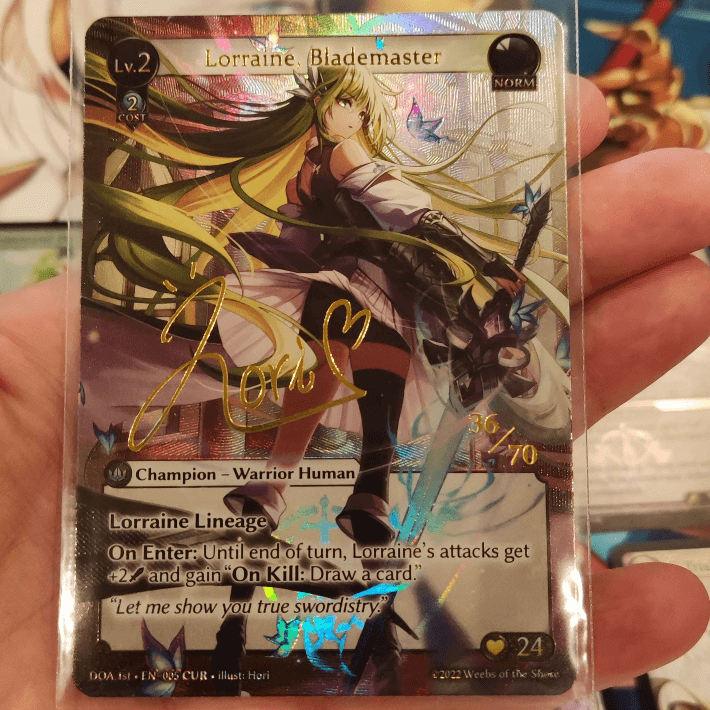 Lorraine, Blademaster
Lv.2
NORM
2
COST
Hori
36/70
Champion – Warrior Human
Lorraine Lineage
On Enter: Until end of turn, Lorraine's attacks get
+2 and gain “On Kill: Draw a card.”
“Let me show you true swordistry.”
24
DOA 1st • EN-005 CUR • illust: Hori
©2022 Weebs of the Shore